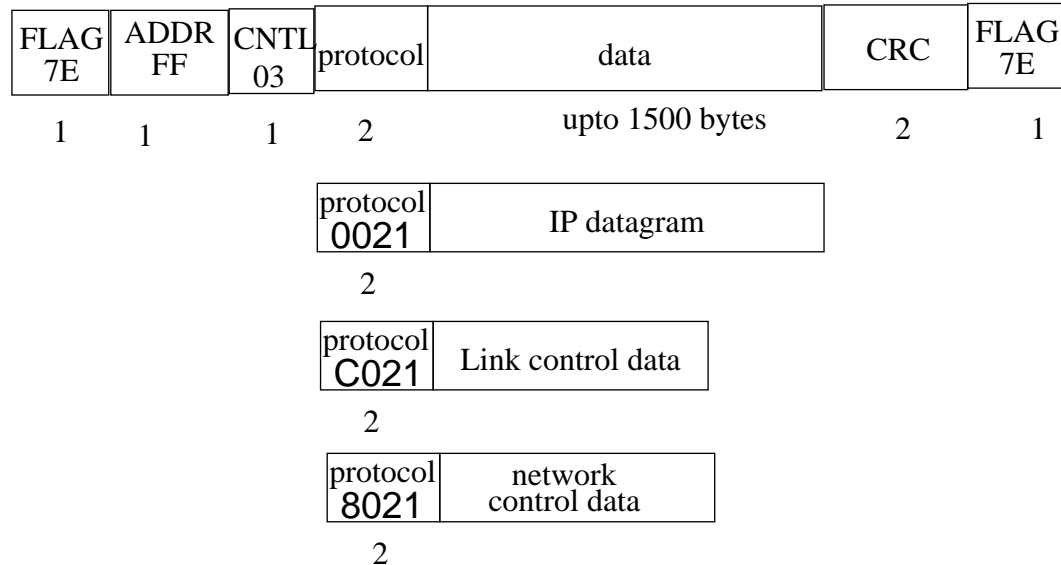 FLAG ADDR CNTL protocol data CRC FLAG
7E FF 03 7E
1 1 1 2 upto 1500 bytes 2 1
protocol IP datagram
0021
2
protocol Link control data
C021
2
protocol network
8021 control data
2